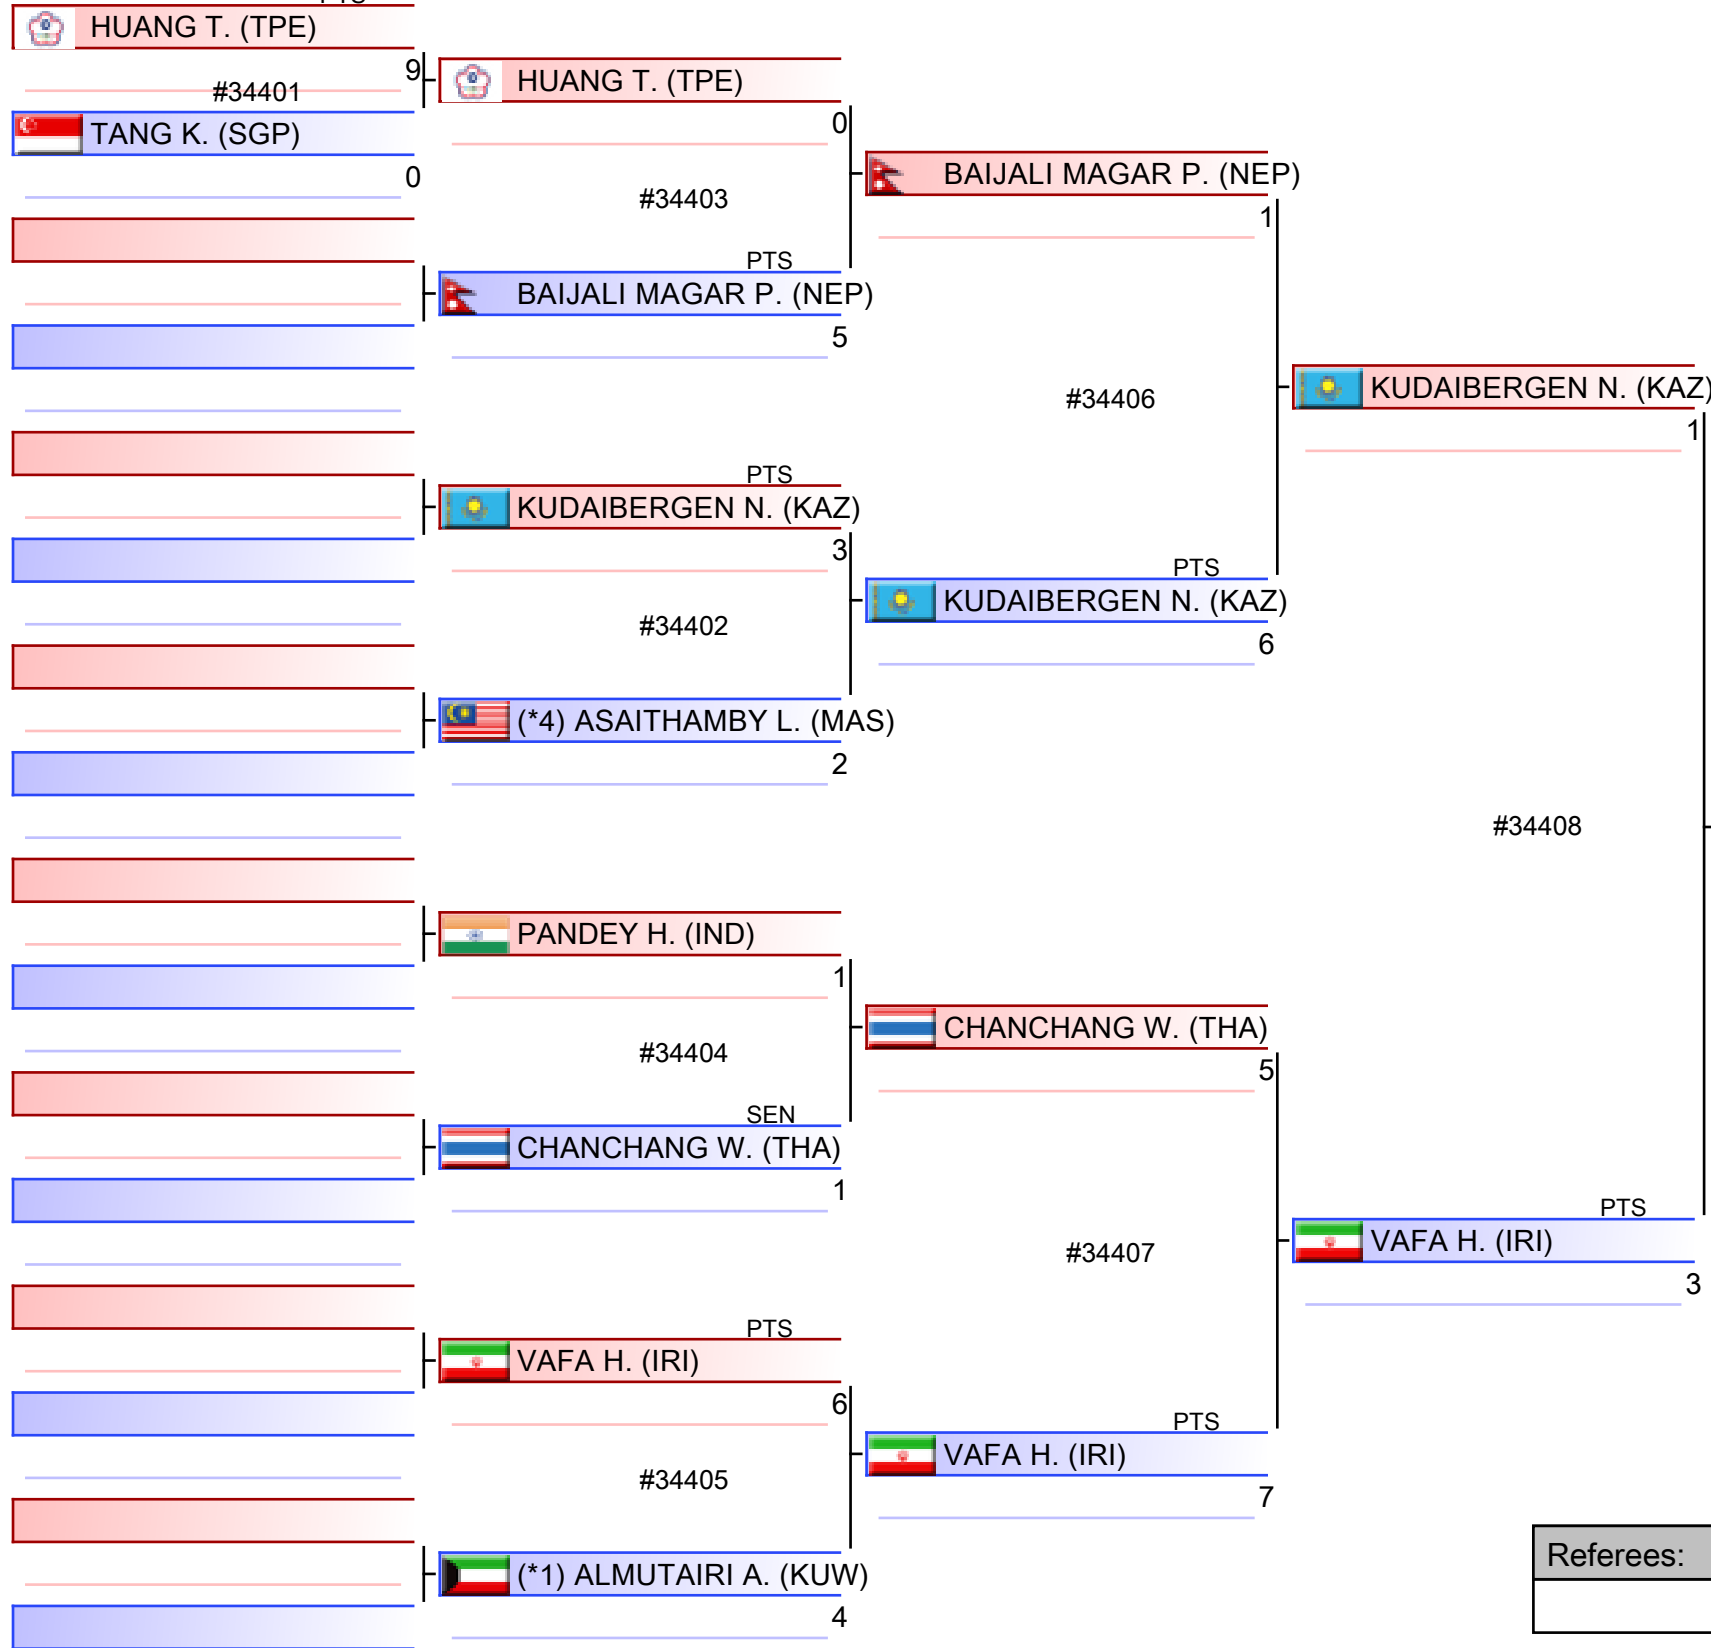 PTS
HUANG T. (TPE)
9
#34401
TANG K. (SGP)
0
HUANG T. (TPE)
0
#34403
PTS
BAIJALI MAGAR P. (NEP)
5
PTS
KUDAIBERGEN N. (KAZ)
3
#34402
(*4) ASAITHAMBY L. (MAS)
2
PANDEY H. (IND)
1
#34404
SEN
CHANCHANG W. (THA)
1
PTS
VAFA H. (IRI)
6
#34405
(*1) ALMUTAIRI A. (KUW)
4
BAIJALI MAGAR P. (NEP)
1
#34406
PTS
KUDAIBERGEN N. (KAZ)
6
CHANCHANG W. (THA)
5
#34407
PTS
VAFA H. (IRI)
7
KUDAIBERGEN N. (KAZ)
1
#34408
PTS
VAFA H. (IRI)
3
Referees: